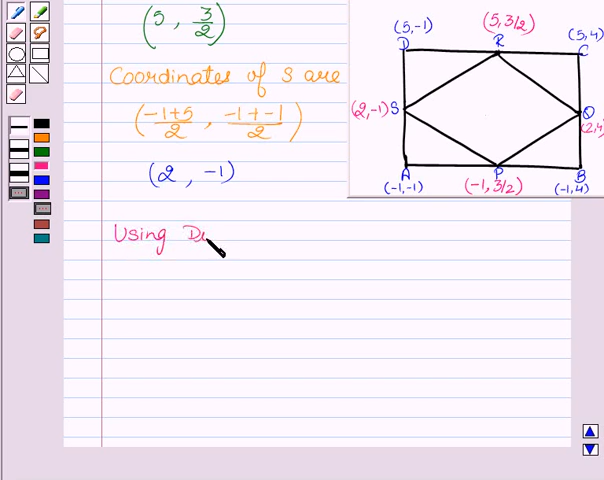 (5, 3/2)
Coordinates of S are
(-1+5/2, -1+-1/2)
(2, -1)
Using De
(5,-1) (5,3/2) (5,4)
D R C
(2,-1) S Q
(2,4)
A P B
(-1,-1) (-1,3/2) (-1,4)